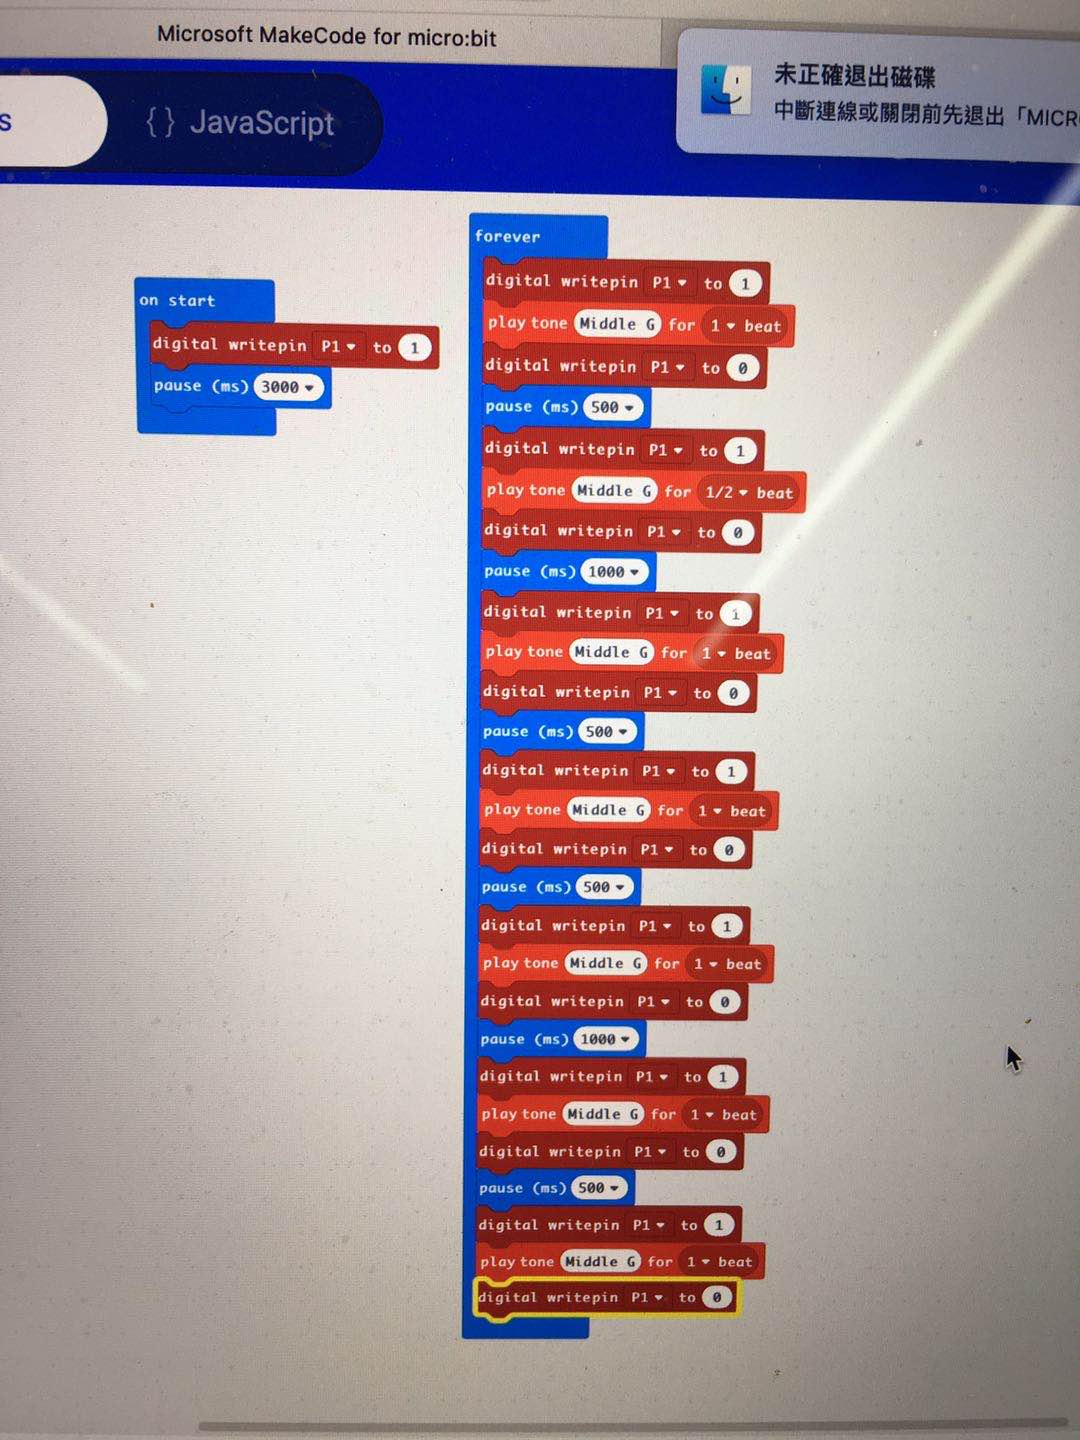 Microsoft MakeCode for micro:bit
未正確退出磁碟
中斷連線或關閉前先退出「MICR
s
{ } JavaScript
on start
digital writepin P1 to 1
pause (ms) 3000
forever
digital writepin P1 to 1
play tone Middle G for 1 beat
digital writepin P1 to 0
pause (ms) 500
digital writepin P1 to 1
play tone Middle G for 1/2 beat
digital writepin P1 to 0
pause (ms) 1000
digital writepin P1 to 1
play tone Middle G for 1 beat
digital writepin P1 to 0
pause (ms) 500
digital writepin P1 to 1
play tone Middle G for 1 beat
digital writepin P1 to 0
pause (ms) 500
digital writepin P1 to 1
play tone Middle G for 1 beat
digital writepin P1 to 0
pause (ms) 1000
digital writepin P1 to 1
play tone Middle G for 1 beat
digital writepin P1 to 0
pause (ms) 500
digital writepin P1 to 1
play tone Middle G for 1 beat
digital writepin P1 to 0